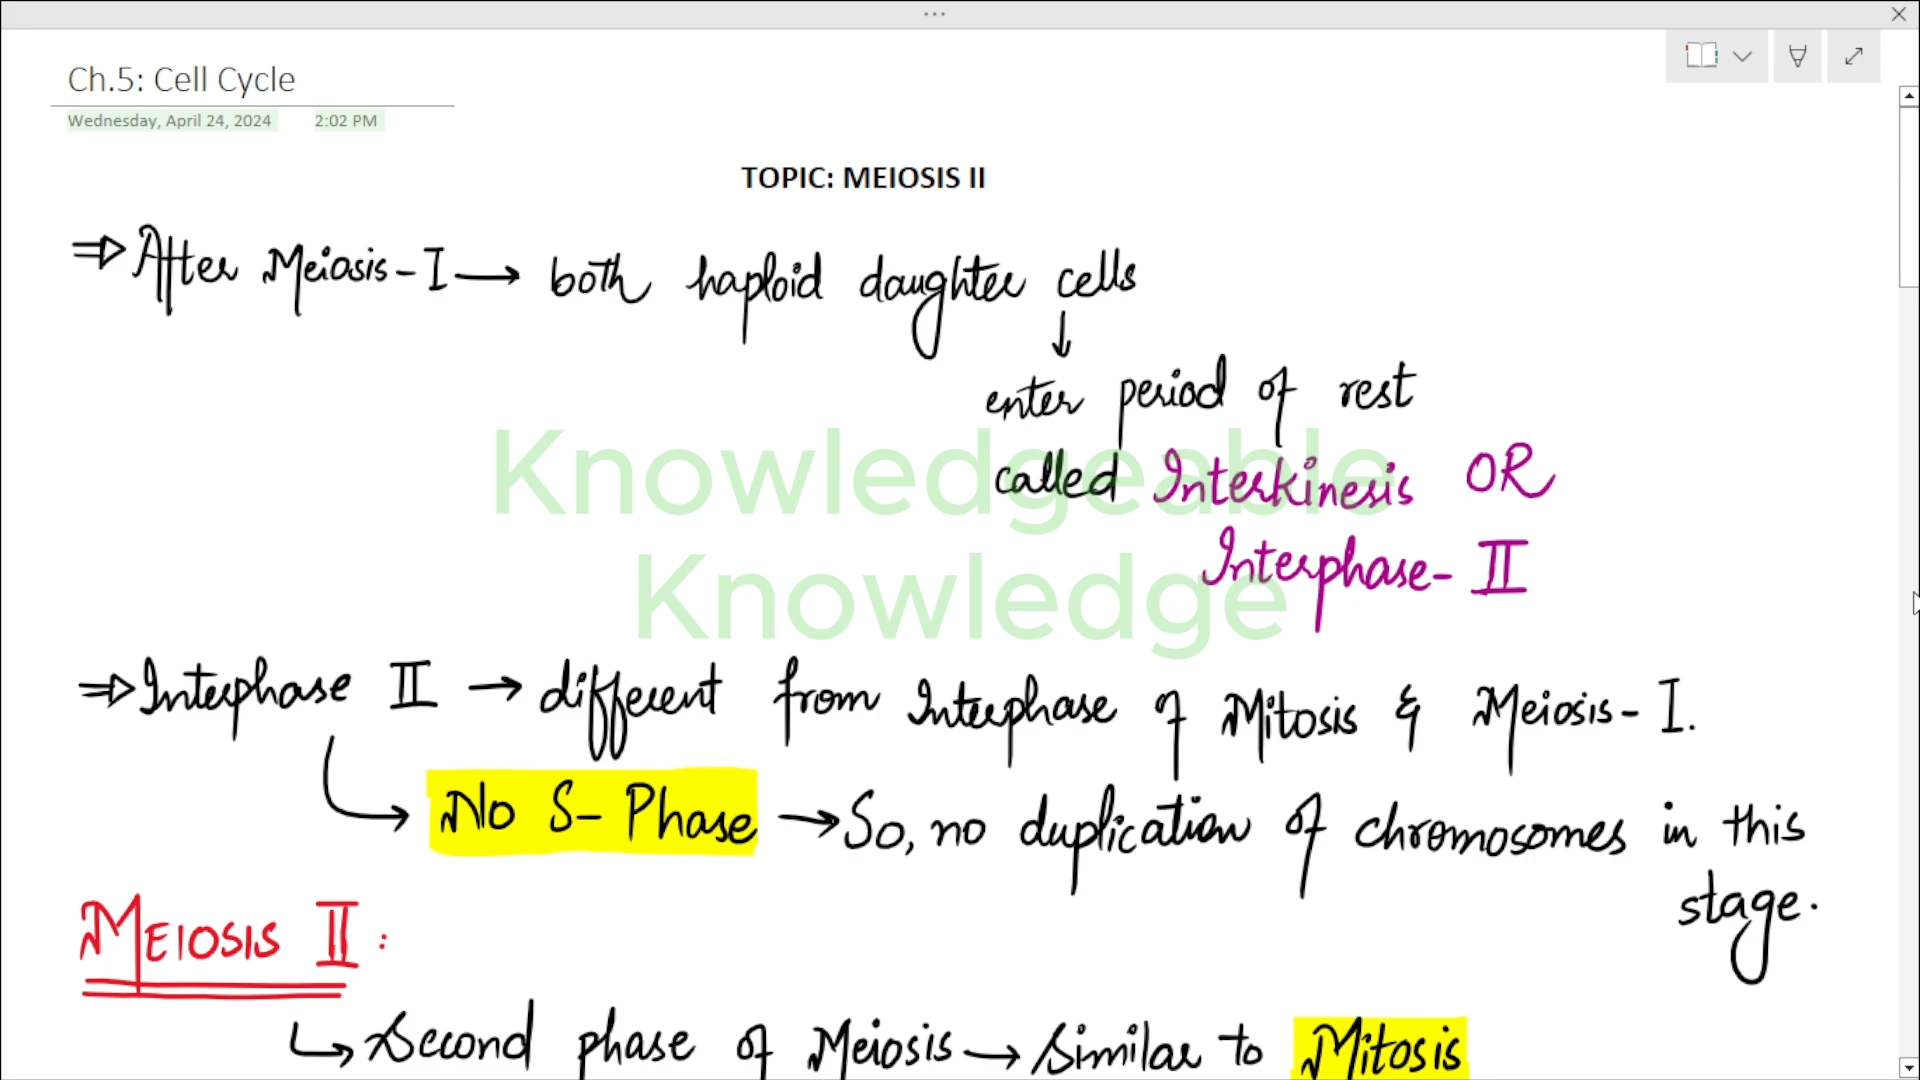 Ch.5: Cell Cycle
Wednesday, April 24, 2024 2:02 PM
TOPIC: MEIOSIS II
⇒ After Meiosis-I → both haploid daughter cells
↓
enter period of rest
called Interkinesis OR
Interphase-II
Knowledgeable
Knowledge
⇒ Interphase II → different from Interphase of Mitosis & Meiosis-I.
↳ No S-Phase → So, no duplication of chromosomes in this
stage.
MEIOSIS II :
↳ Second phase of Meiosis → Similar to Mitosis